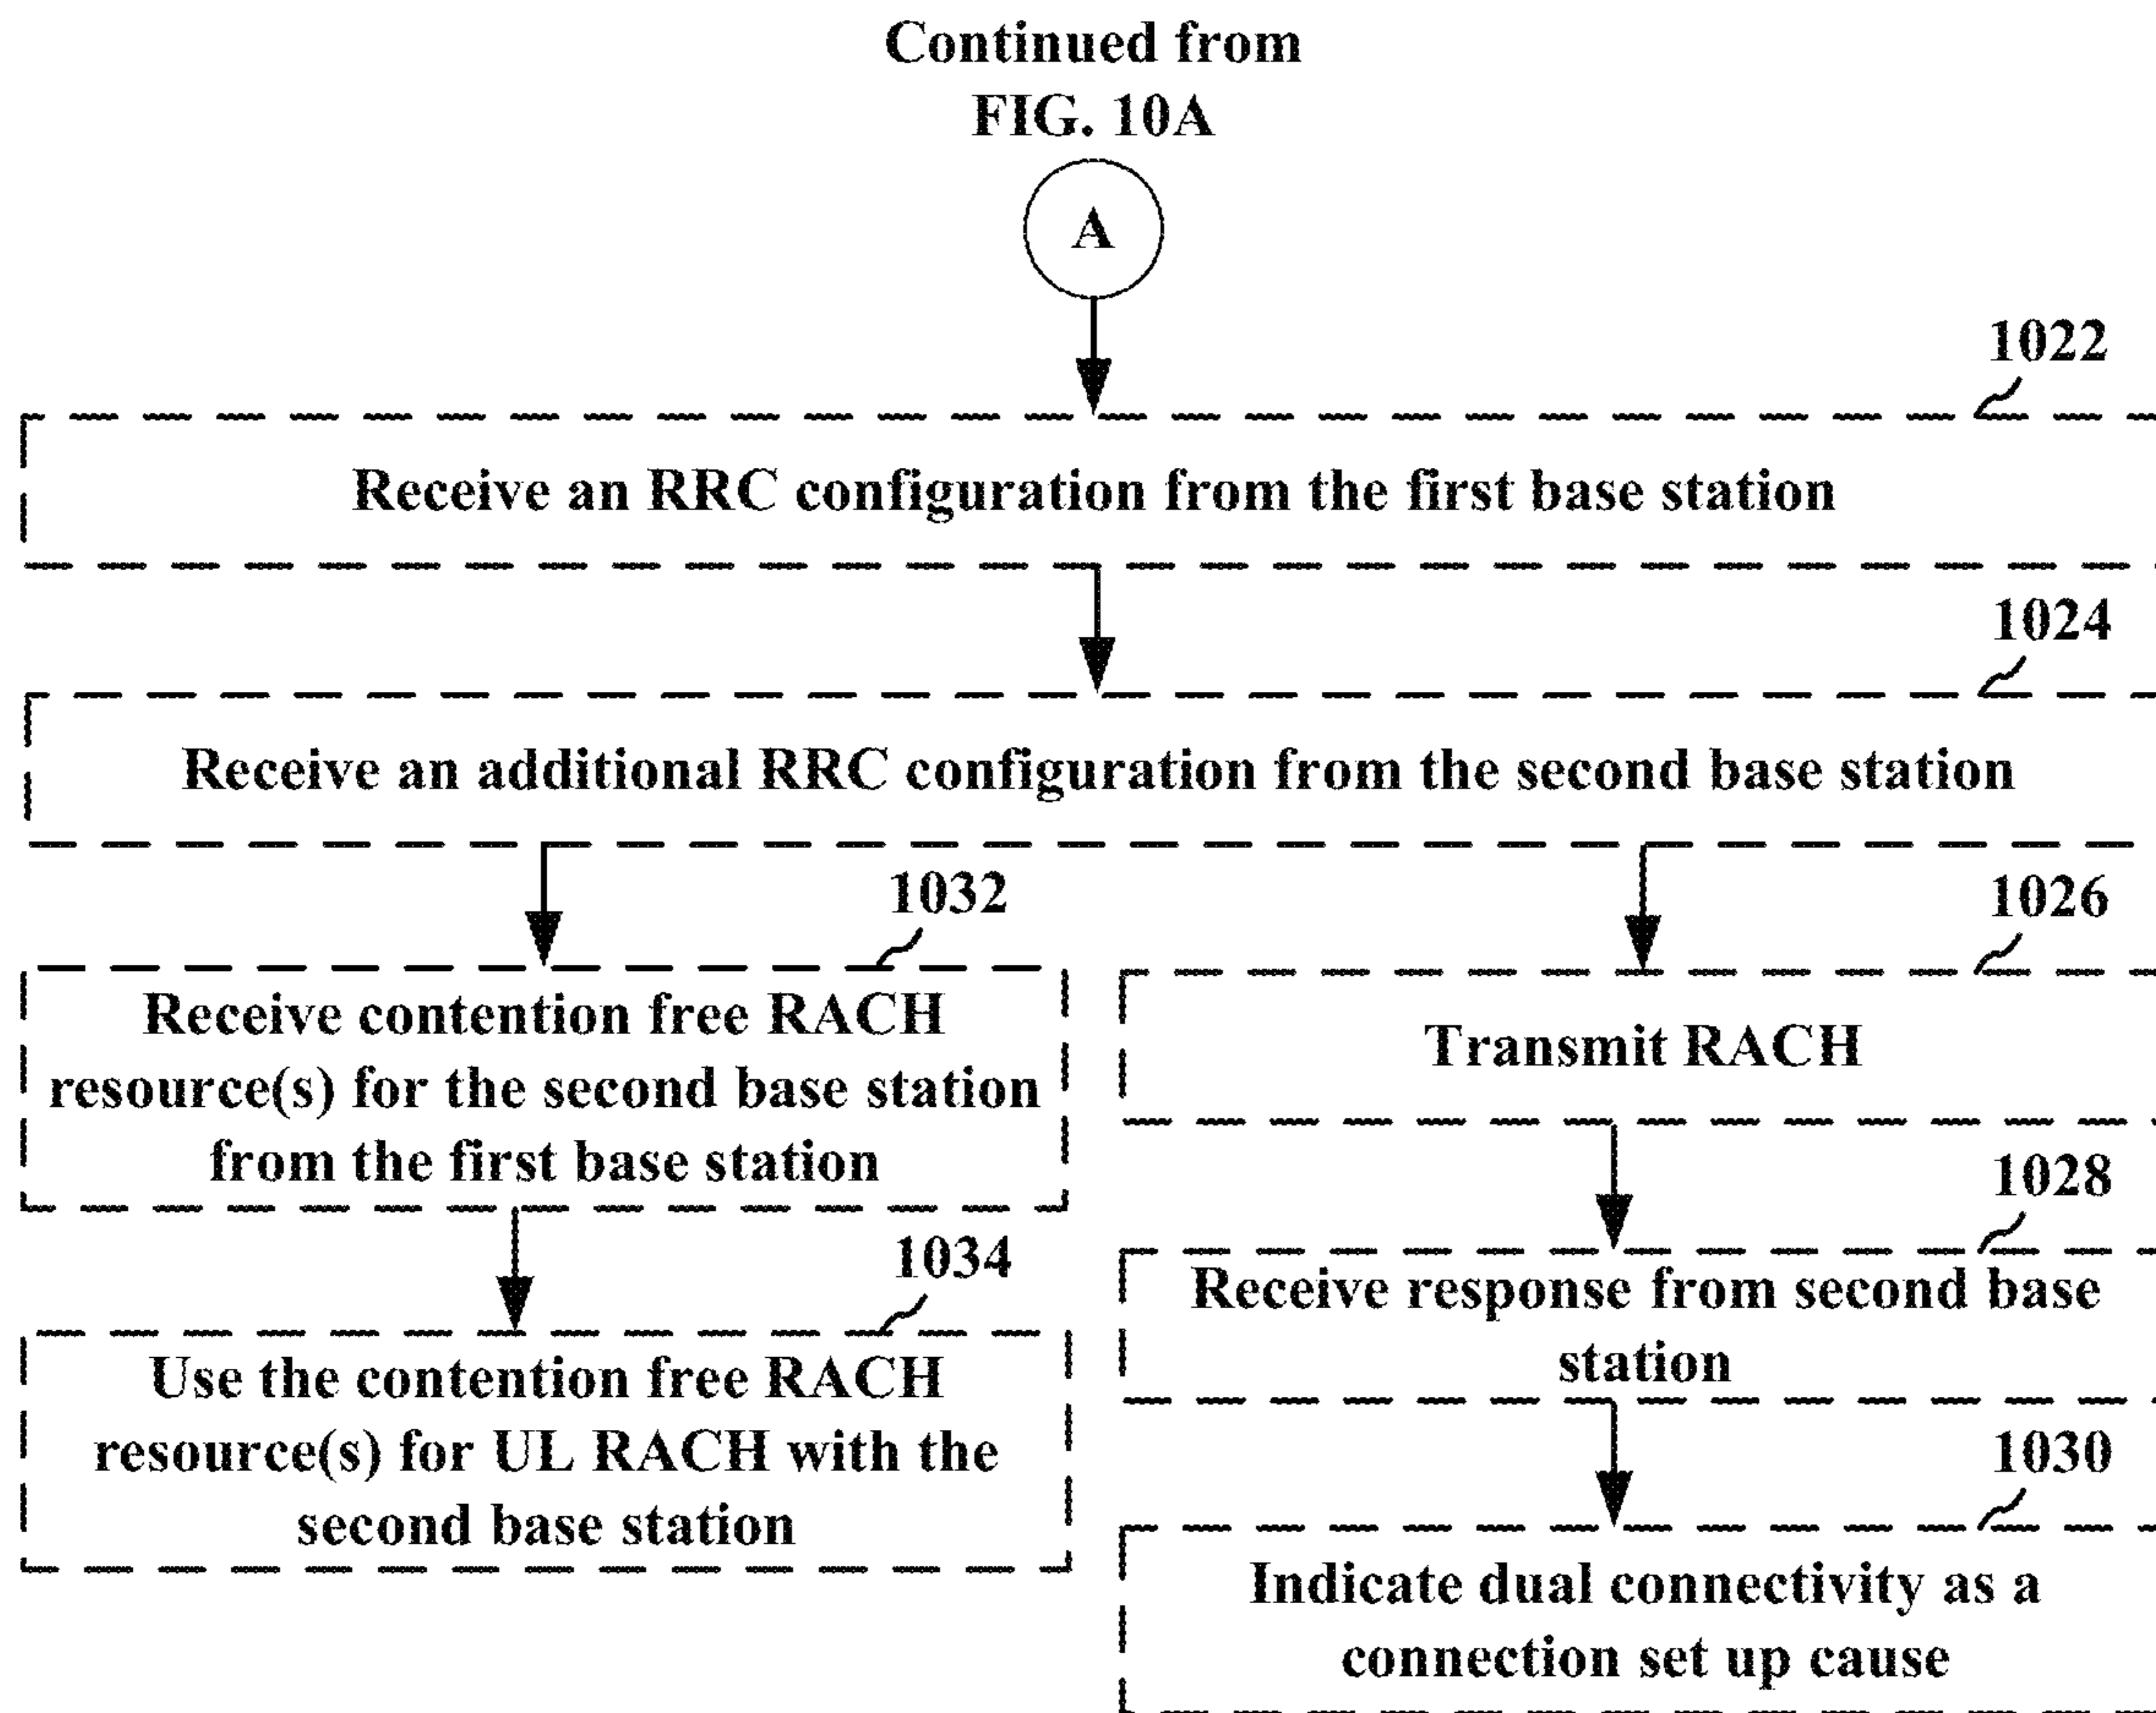 Continued from
FIG. 10A
A
1022
Receive an RRC configuration from the first base station
1024
Receive an additional RRC configuration from the second base station
1032
Receive contention free RACH
resource(s) for the second base station
from the first base station
1034
Use the contention free RACH
resource(s) for UL RACH with the
second base station
1026
Transmit RACH
1028
Receive response from second base
station
1030
Indicate dual connectivity as a
connection set up cause